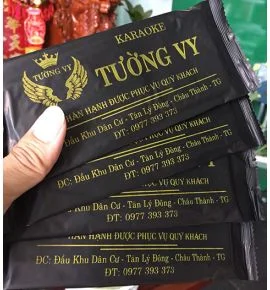 KARAOKE
TƯỜNG VY
TƯỜNG VY
HÂN HẠNH ĐƯỢC PHỤC VỤ QUÝ KHÁCH
ĐC: Đầu Khu Dân Cư - Tân Lý Đông - Châu Thành - TG
ĐT: 0977 393 373
PHỤC VỤ QUÝ KHÁCH
ĐC: Đầu Khu Dân Cư - Tân Lý Đông - Châu Thành - TG
ĐT: 0977 393 373
HÂN HẠNH ĐƯỢC PHỤC VỤ QUÝ KHÁCH
ĐC: Đầu Khu Dân Cư - Tân Lý Đông - Châu Thành - TG
ĐT: 0977 393 373
HÂN HẠNH ĐƯỢC PHỤC VỤ QUÝ KHÁCH
ĐC: Đầu Khu Dân Cư - Tân Lý Đông - Châu Thành - TG
ĐT: 0977 393 373